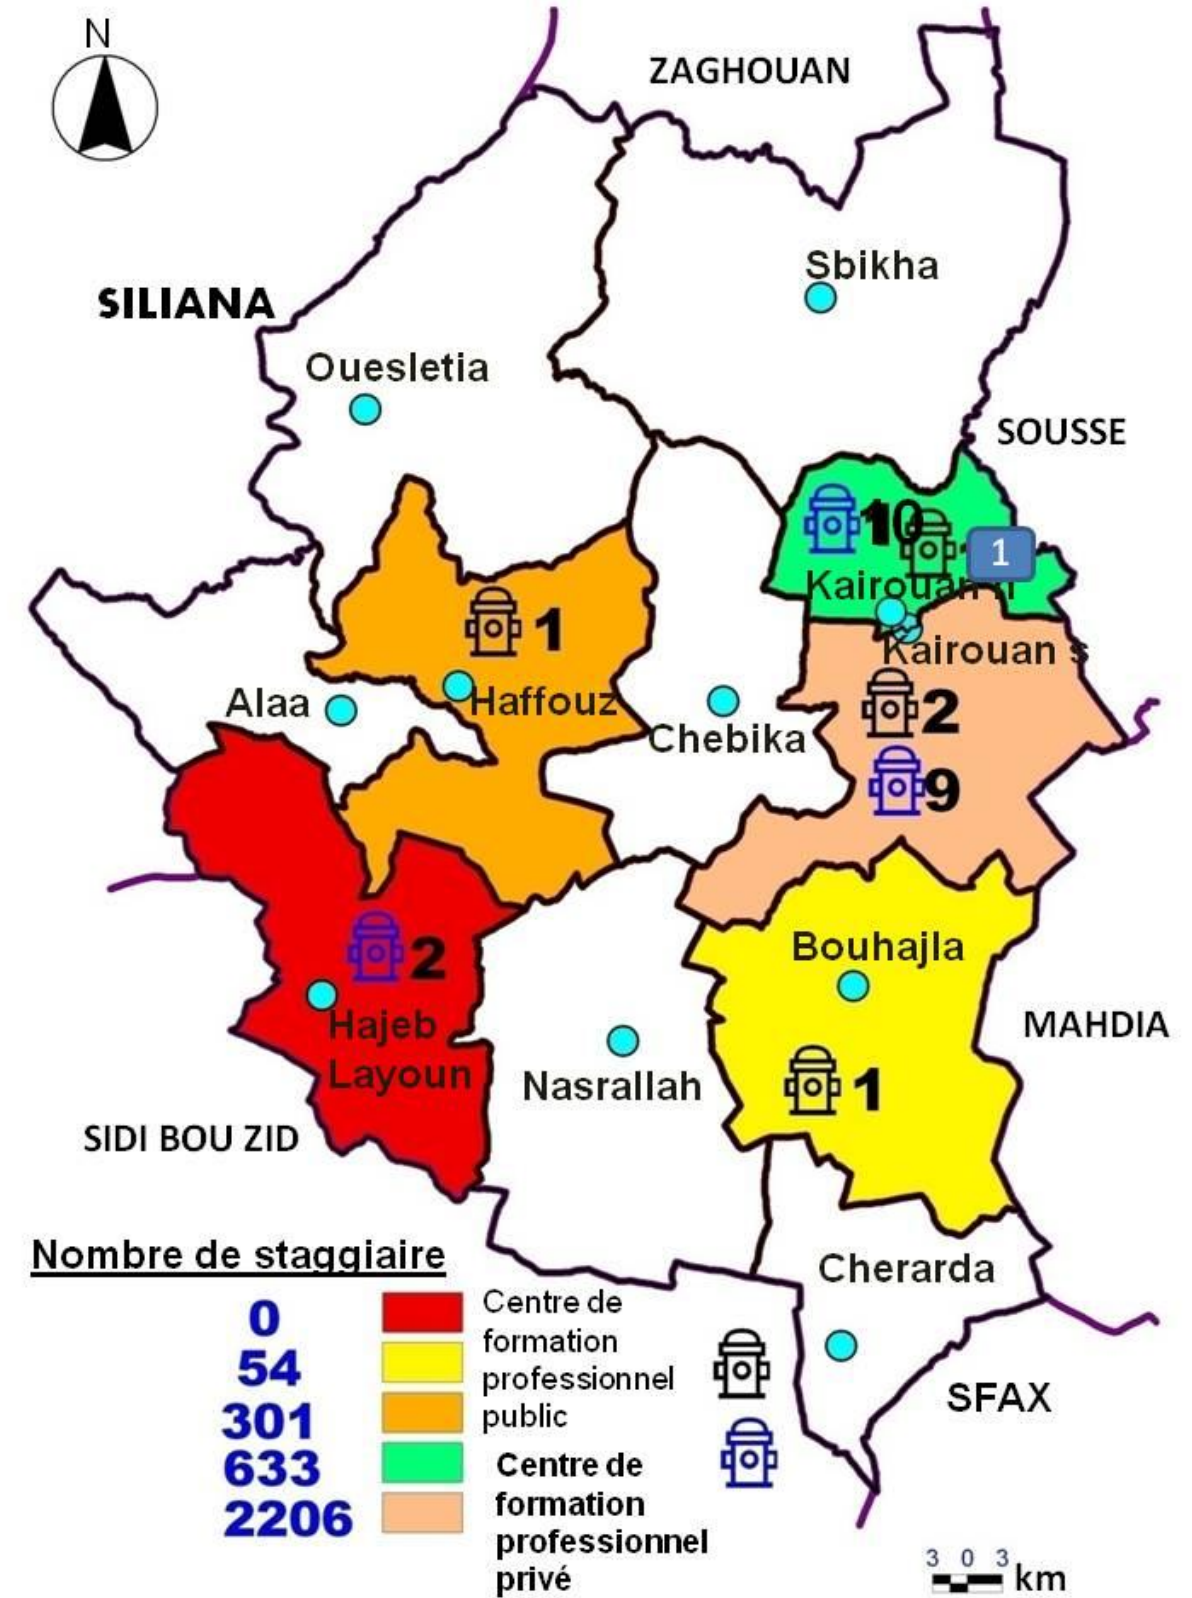 N
ZAGHOUAN
Sbikha
SILIANA
Ouesletia
SOUSSE
10
1
Kairouan n
1
Kairouan s
Alaa
Haffouz
2
Chebika
9
Bouhajla
2
Hajeb
Layoun
MAHDIA
Nasrallah
1
SIDI BOU ZID
Nombre de staggiaire
Cherarda
0
54
301
633
2206
Centre de
formation
professionnel
public
Centre de
formation
professionnel
privé
SFAX
3 0 3
km